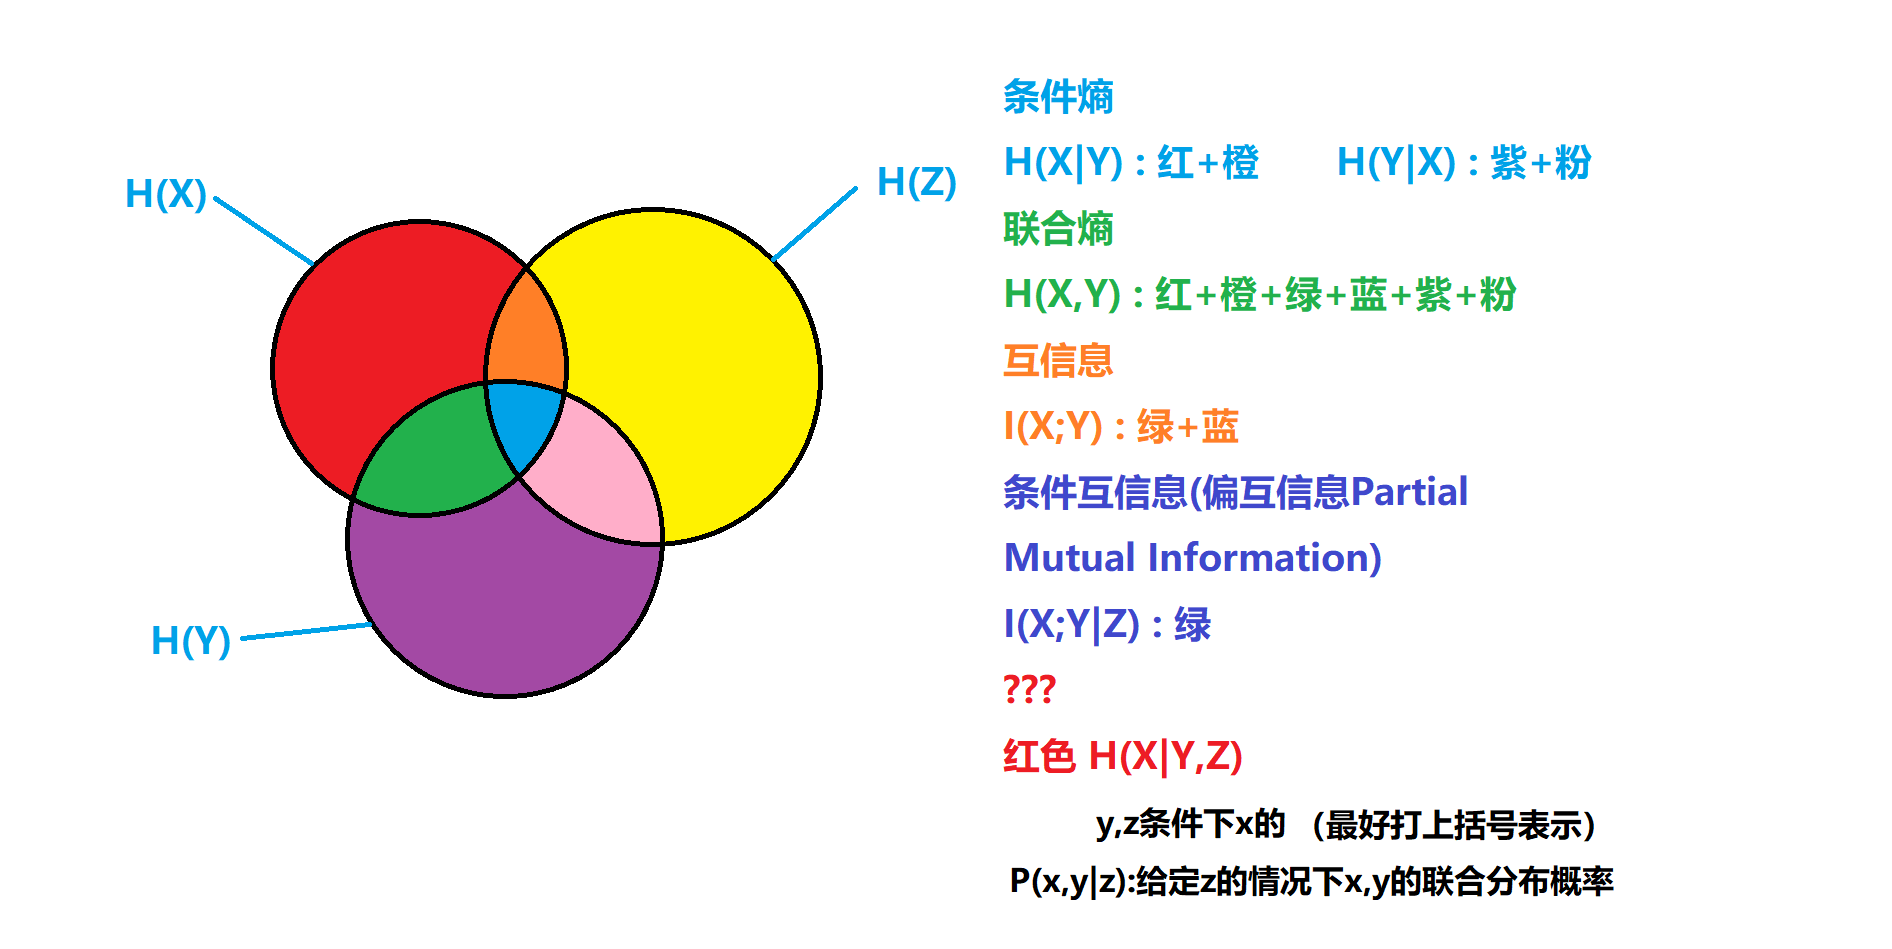 H(X)
H(Z)
H(Y)
条件熵
H(X|Y) : 红+橙 H(Y|X) : 紫+粉
联合熵
H(X,Y) : 红+橙+绿+蓝+紫+粉
互信息
I(X;Y) : 绿+蓝
条件互信息(偏互信息Partial
Mutual Information)
I(X;Y|Z) : 绿
???
红色 H(X|Y,Z)
y,z条件下x的 （最好打上括号表示）
P(x,y|z):给定z的情况下x,y的联合分布概率